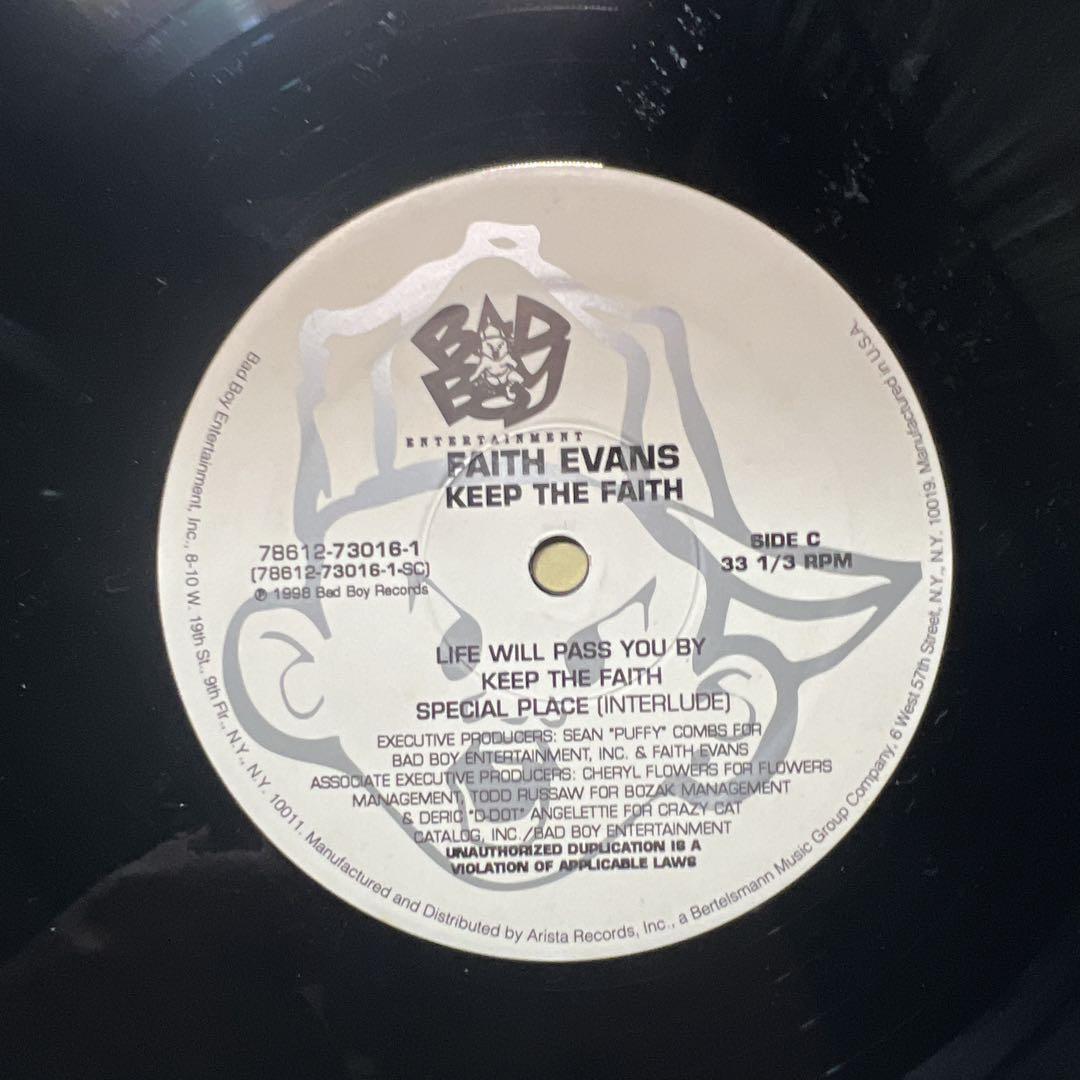 BAD BOY
ENTERTAINMENT
FAITH EVANS
KEEP THE FAITH
78612-73016-1
(78612-73016-1-SC)
℗ 1998 Bad Boy Records
SIDE C
33 1/3 RPM
LIFE WILL PASS YOU BY
KEEP THE FAITH
SPECIAL PLACE (INTERLUDE)
EXECUTIVE PRODUCERS: SEAN "PUFFY" COMBS FOR
BAD BOY ENTERTAINMENT, INC. & FAITH EVANS
ASSOCIATE EXECUTIVE PRODUCERS: CHERYL FLOWERS FOR FLOWERS
MANAGEMENT, TODD RUSSAW FOR BOZAK MANAGEMENT
& DERIC "D-DOT" ANGELETTIE FOR CRAZY CAT
CATALOG, INC./BAD BOY ENTERTAINMENT
UNAUTHORIZED DUPLICATION IS A
VIOLATION OF APPLICABLE LAWS
Bad Boy Entertainment, Inc., 8-10 W. 19th St., 9th Flr., N.Y., N.Y. 10011. Manufactured and Distributed by Arista Records, Inc., a Bertelsmann Music Group Company, 6 West 57th Street, N.Y., N.Y. 10019. Manufactured in U.S.A.